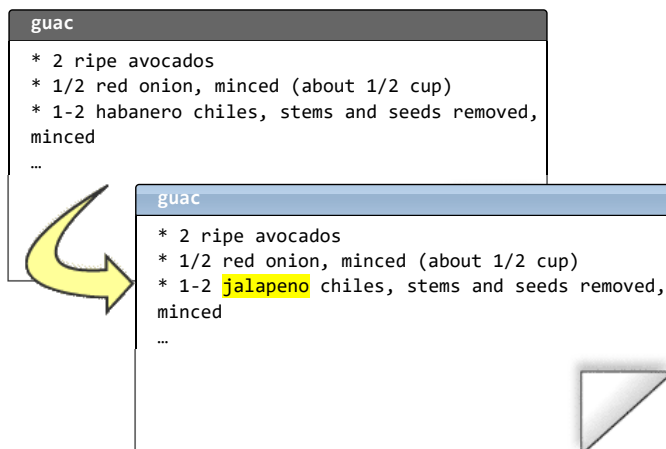 guac
* 2 ripe avocados
* 1/2 red onion, minced (about 1/2 cup)
* 1-2 habanero chiles, stems and seeds removed,
minced
…
guac
* 2 ripe avocados
* 1/2 red onion, minced (about 1/2 cup)
* 1-2 jalapeno chiles, stems and seeds removed,
minced
…